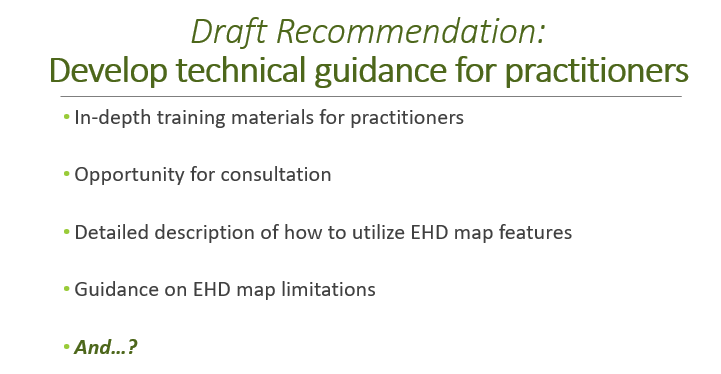 Draft Recommendation:
Develop technical guidance for practitioners
• In-depth training materials for practitioners
• Opportunity for consultation
• Detailed description of how to utilize EHD map features
• Guidance on EHD map limitations
• And...?